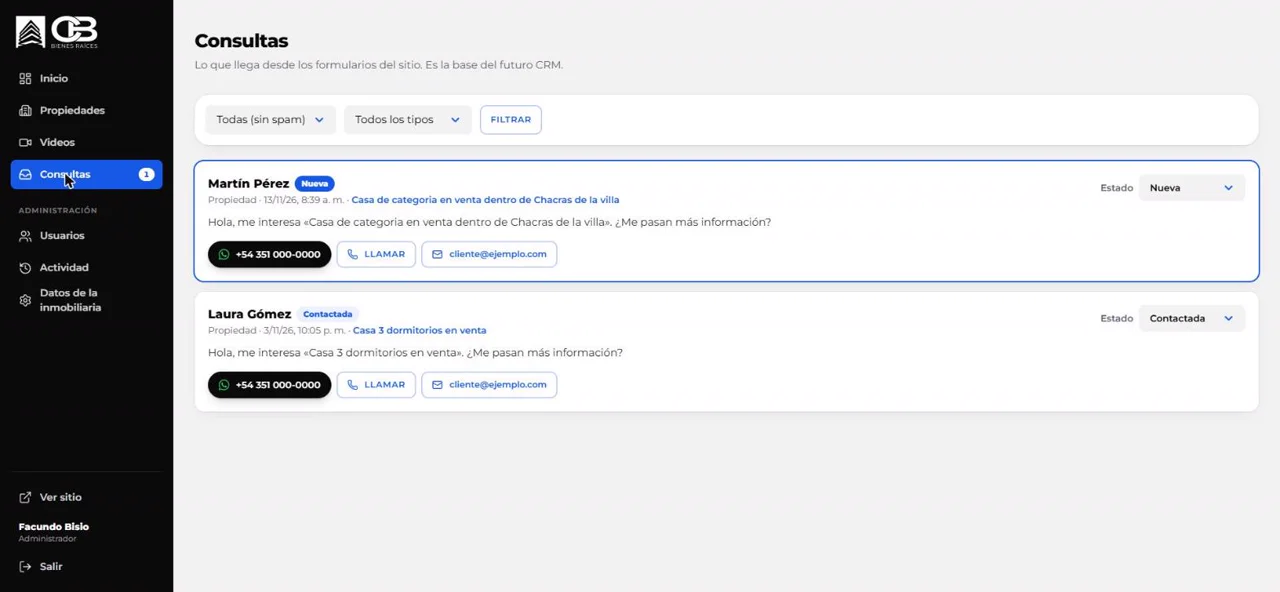 OB
BIENES RAÍCES
Inicio
Propiedades
Videos
Consultas 1
ADMINISTRACIÓN
Usuarios
Actividad
Datos de la
inmobiliaria
Ver sitio
Facundo Bisio
Administrador
Salir
Consultas
Lo que llega desde los formularios del sitio. Es la base del futuro CRM.
Todas (sin spam) Todos los tipos FILTRAR
Martín Pérez Nueva
Propiedad · 13/11/26, 8:39 a. m. · Casa de categoria en venta dentro de Chacras de la villa
Hola, me interesa «Casa de categoria en venta dentro de Chacras de la villa». ¿Me pasan más información?
+54 351 000-0000 LLAMAR cliente@ejemplo.com
Estado Nueva
Laura Gómez Contactada
Propiedad · 3/11/26, 10:05 p. m. · Casa 3 dormitorios en venta
Hola, me interesa «Casa 3 dormitorios en venta». ¿Me pasan más información?
+54 351 000-0000 LLAMAR cliente@ejemplo.com
Estado Contactada